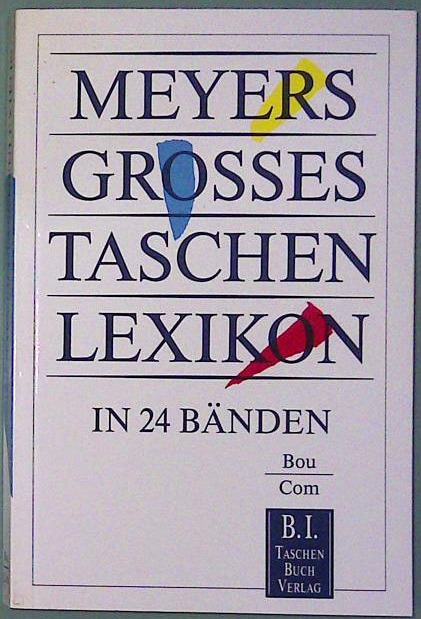 MEYERS
GROSSES
TASCHEN
LEXIKON
IN 24 BÄNDEN
Bou
Com
B.I.
TASCHEN
BUCH
VERLAG